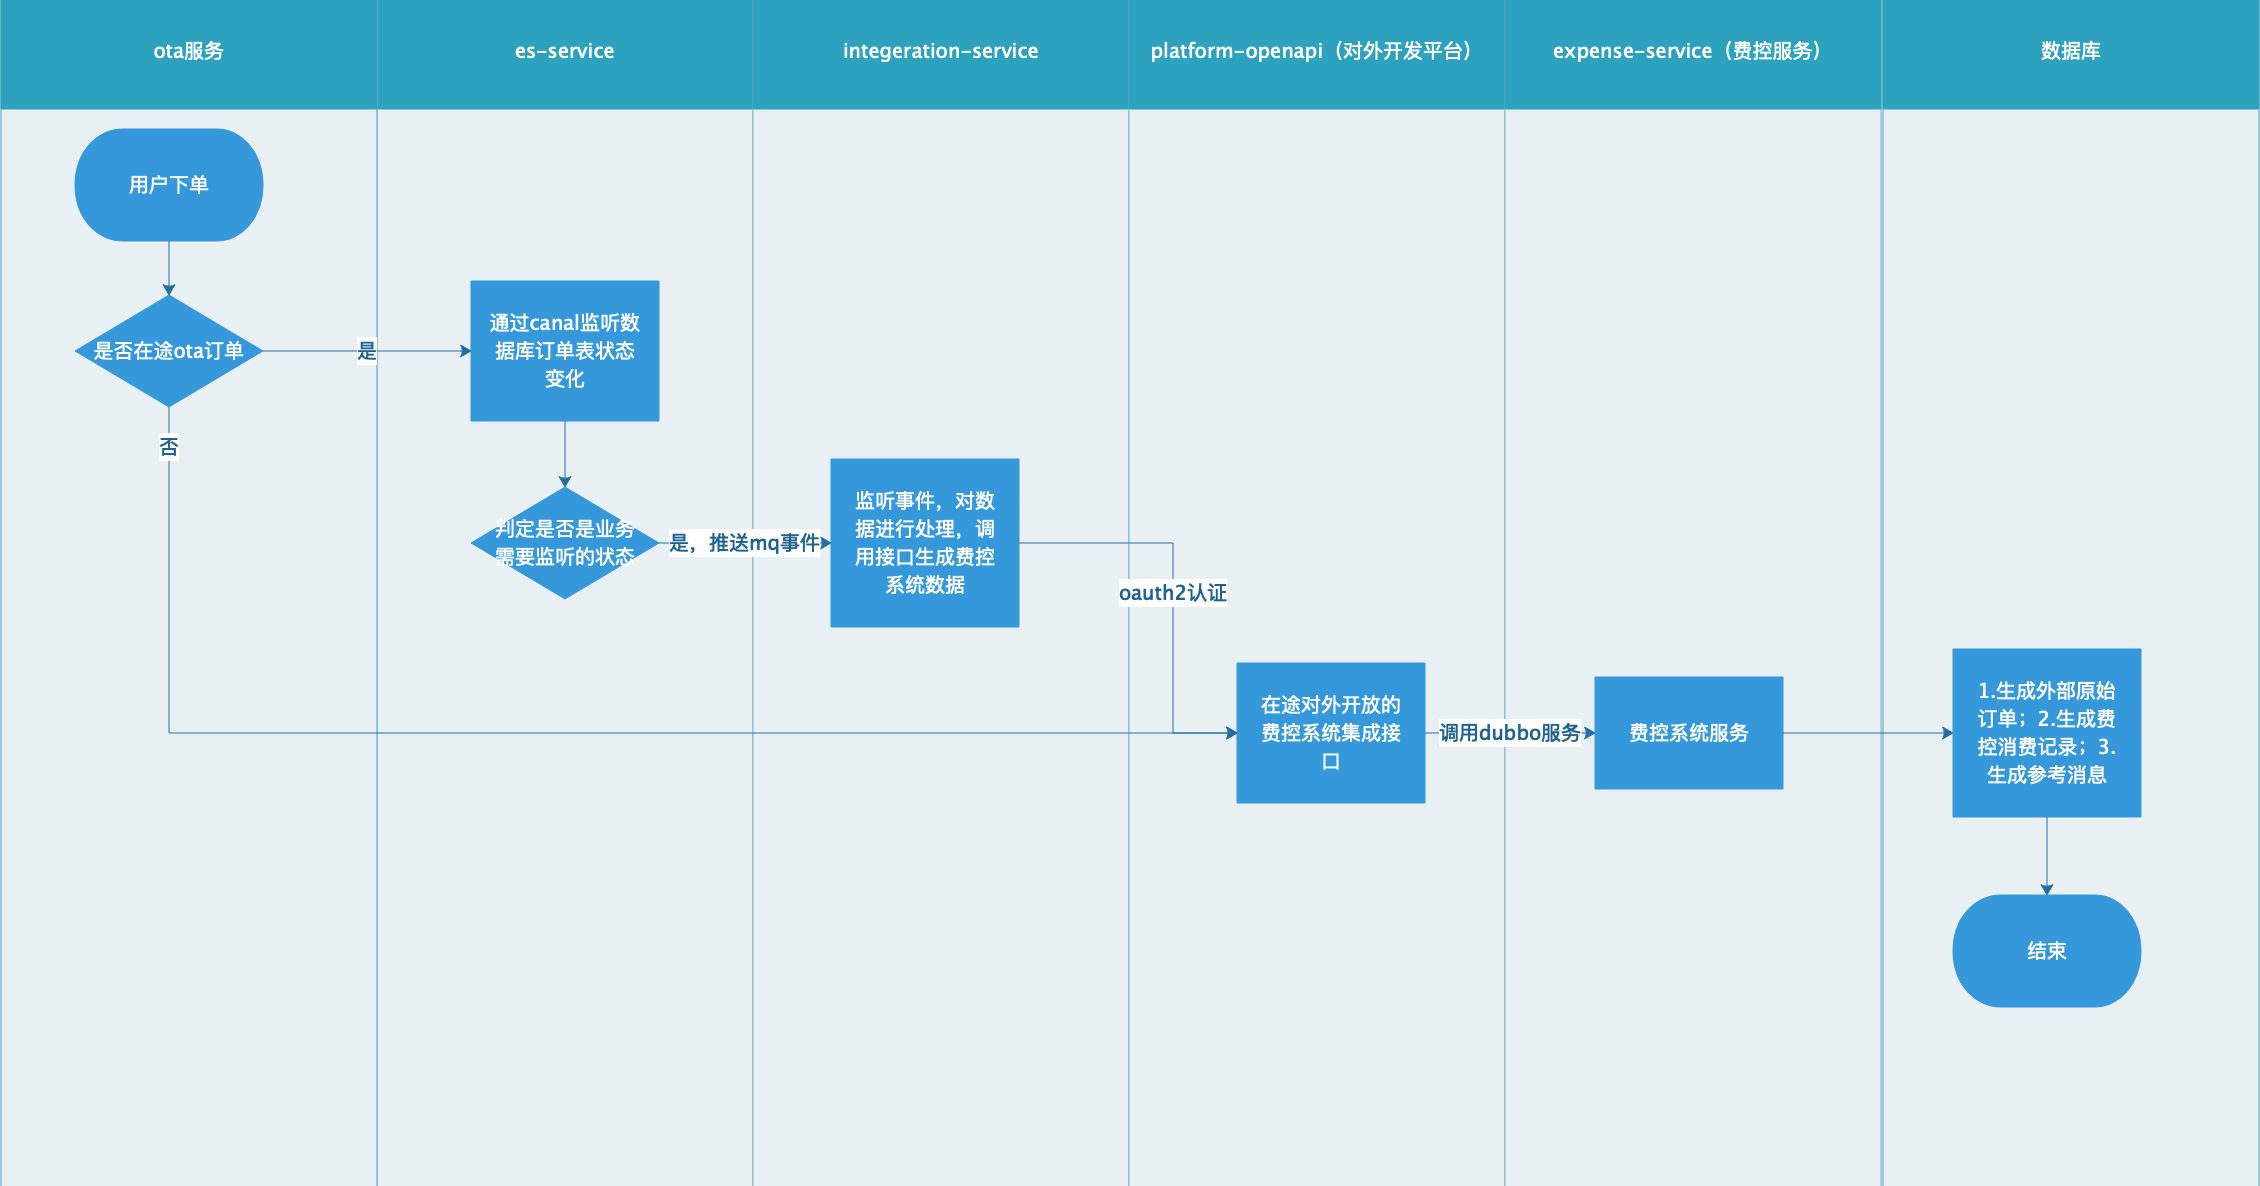 ota服务
es-service
integeration-service
platform-openapi（对外开发平台）
expense-service（费控服务）
数据库
用户下单
是否在途ota订单
是
否
通过canal监听数
据库订单表状态
变化
判定是否是业务
需要监听的状态
是，推送mq事件
监听事件，对数
据进行处理，调
用接口生成费控
系统数据
oauth2认证
在途对外开放的
费控系统集成接
口
调用dubbo服务
费控系统服务
1.生成外部原始
订单；2.生成费
控消费记录；3.
生成参考消息
结束